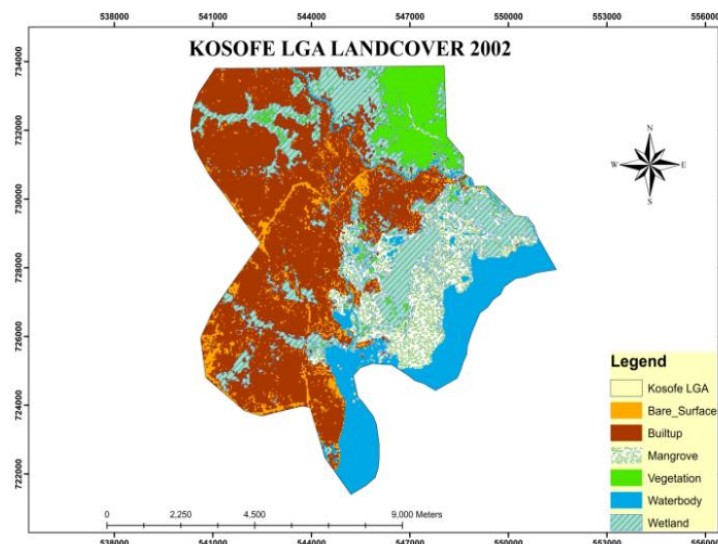 538000 541000 544000 547000 550000 553000 556000
KOSOFE LGA LANDCOVER 2002
734000
732000
730000
728000
726000
724000
722000
N
W E
S
Legend
Kosofe LGA
Bare_Surface
Builtup
Mangrove
Vegetation
Waterbody
Wetland
0 2,250 4,500 9,000 Meters
538000 541000 544000 547000 550000 553000 556000